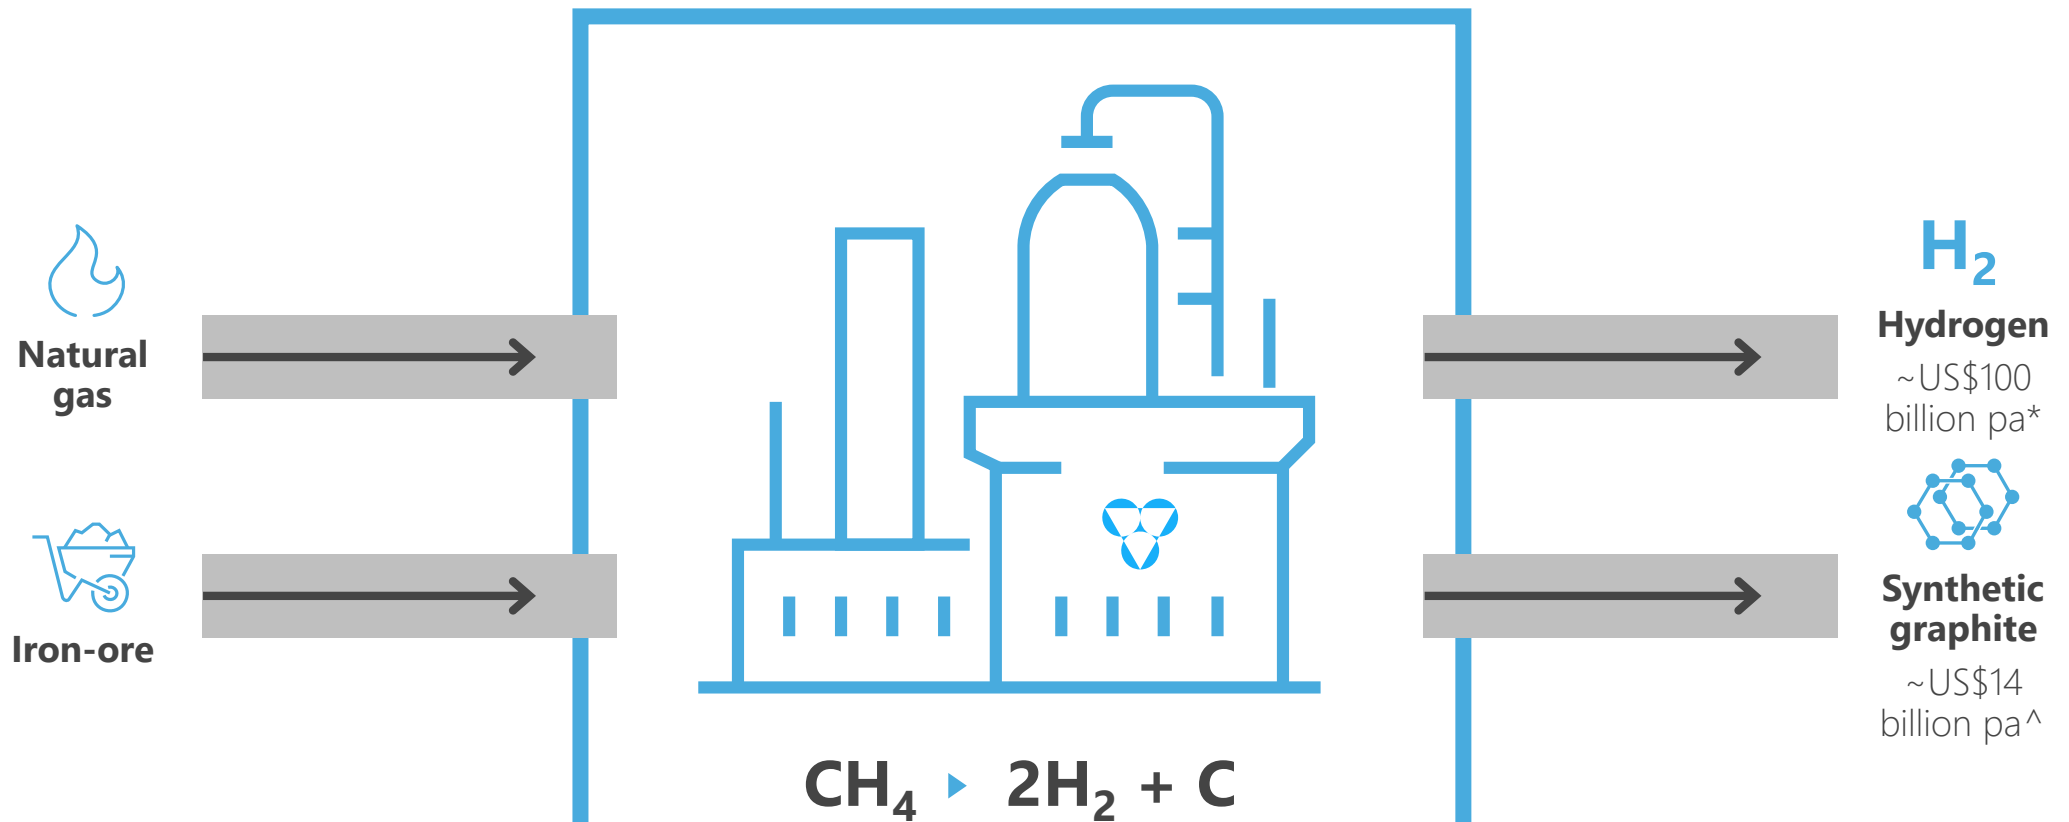 Natural
gas
Iron-ore
CH₄ ▶ 2H₂ + C
H₂
Hydrogen
~US$100
billion pa*
Synthetic
graphite
~US$14
billion pa^